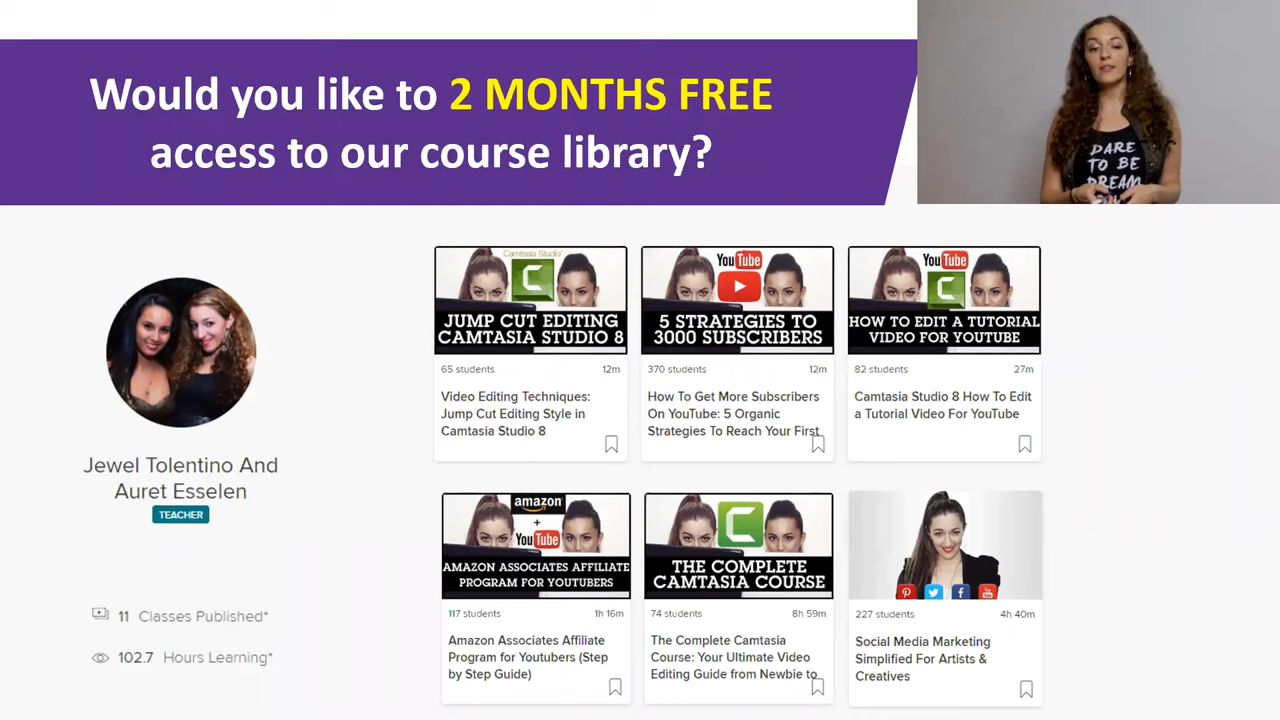 Would you like to 2 MONTHS FREE
access to our course library?
DARE
TO BE
DREAM
Jewel Tolentino And
Auret Esselen
TEACHER
11 Classes Published*
102.7 Hours Learning*
Camtasia Studio
C
JUMP CUT EDITING
CAMTASIA STUDIO 8
65 students 12m
Video Editing Techniques:
Jump Cut Editing Style in
Camtasia Studio 8
YouTube
5 STRATEGIES TO
3000 SUBSCRIBERS
370 students 12m
How To Get More Subscribers
On YouTube: 5 Organic
Strategies To Reach Your First
YouTube
C
HOW TO EDIT A TUTORIAL
VIDEO FOR YOUTUBE
82 students 27m
Camtasia Studio 8 How To Edit
a Tutorial Video For YouTube
amazon
+
YouTube
AMAZON ASSOCIATES AFFILIATE
PROGRAM FOR YOUTUBERS
117 students 1h 16m
Amazon Associates Affiliate
Program for Youtubers (Step
by Step Guide)
C
THE COMPLETE
CAMTASIA COURSE
74 students 8h 59m
The Complete Camtasia
Course: Your Ultimate Video
Editing Guide from Newbie to
227 students 4h 40m
Social Media Marketing
Simplified For Artists &
Creatives